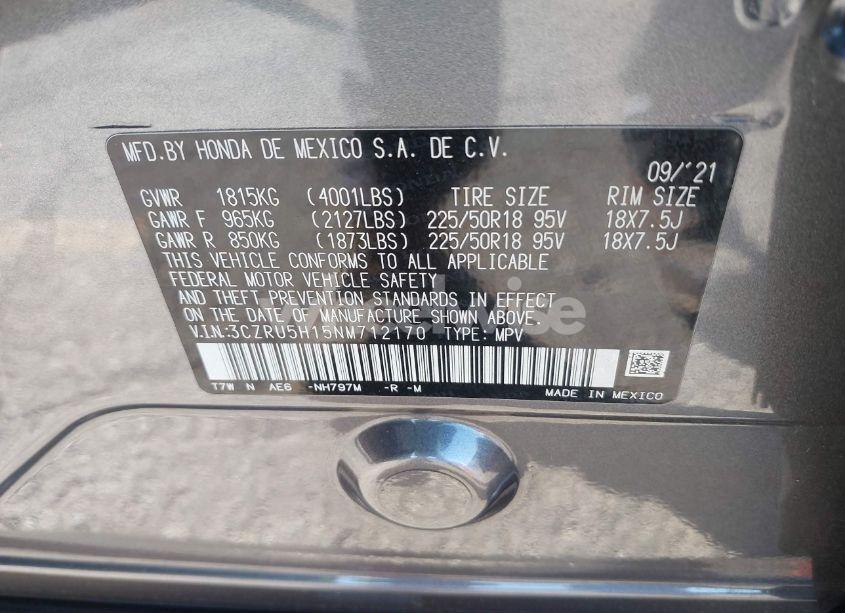 MFD.BY HONDA DE MEXICO S.A. DE C.V.
09/'21
GVWR 1815KG (4001LBS) TIRE SIZE RIM SIZE
GAWR F 965KG (2127LBS) 225/50R18 95V 18X7.5J
GAWR R 850KG (1873LBS) 225/50R18 95V 18X7.5J
THIS VEHICLE CONFORMS TO ALL APPLICABLE
FEDERAL MOTOR VEHICLE SAFETY
AND THEFT PREVENTION STANDARDS IN EFFECT
ON THE DATE OF MANUFACTURE SHOWN ABOVE.
V.I.N:3CZRU5H15NM712170 TYPE: MPV
T7W N AE6 -NH797M -R -M
MADE IN MEXICO